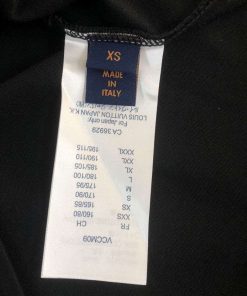 XS
MADE IN
ITALY
VCCM09
FR CH
XXS 160/80
XS 165/85
S 170/90
M 175/95
L 180/100
XL 185/105
XXL 190/110
XXXL 190/115
CA 36929
For Japan only:
LOUIS VUITTON JAPAN K.K.